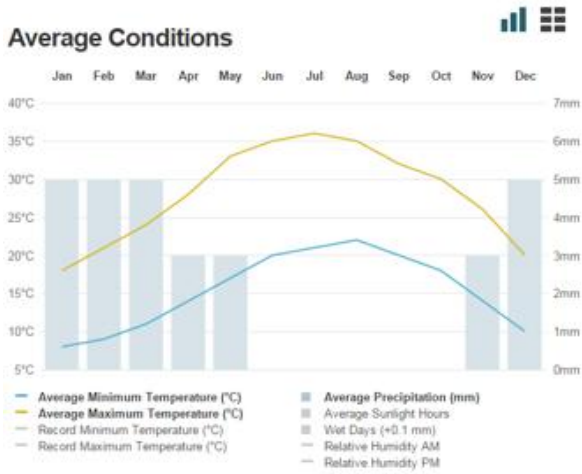 Average Conditions
Jan Feb Mar Apr May Jun Jul Aug Sep Oct Nov Dec
40°C 7mm
35°C 6mm
30°C 5mm
25°C 4mm
20°C 3mm
15°C 2mm
10°C 1mm
5°C 0mm
Average Minimum Temperature (°C) Average Precipitation (mm)
Average Maximum Temperature (°C) Average Sunlight Hours
Record Minimum Temperature (°C) Wet Days (+0.1 mm)
Record Maximum Temperature (°C) Relative Humidity AM
Relative Humidity PM